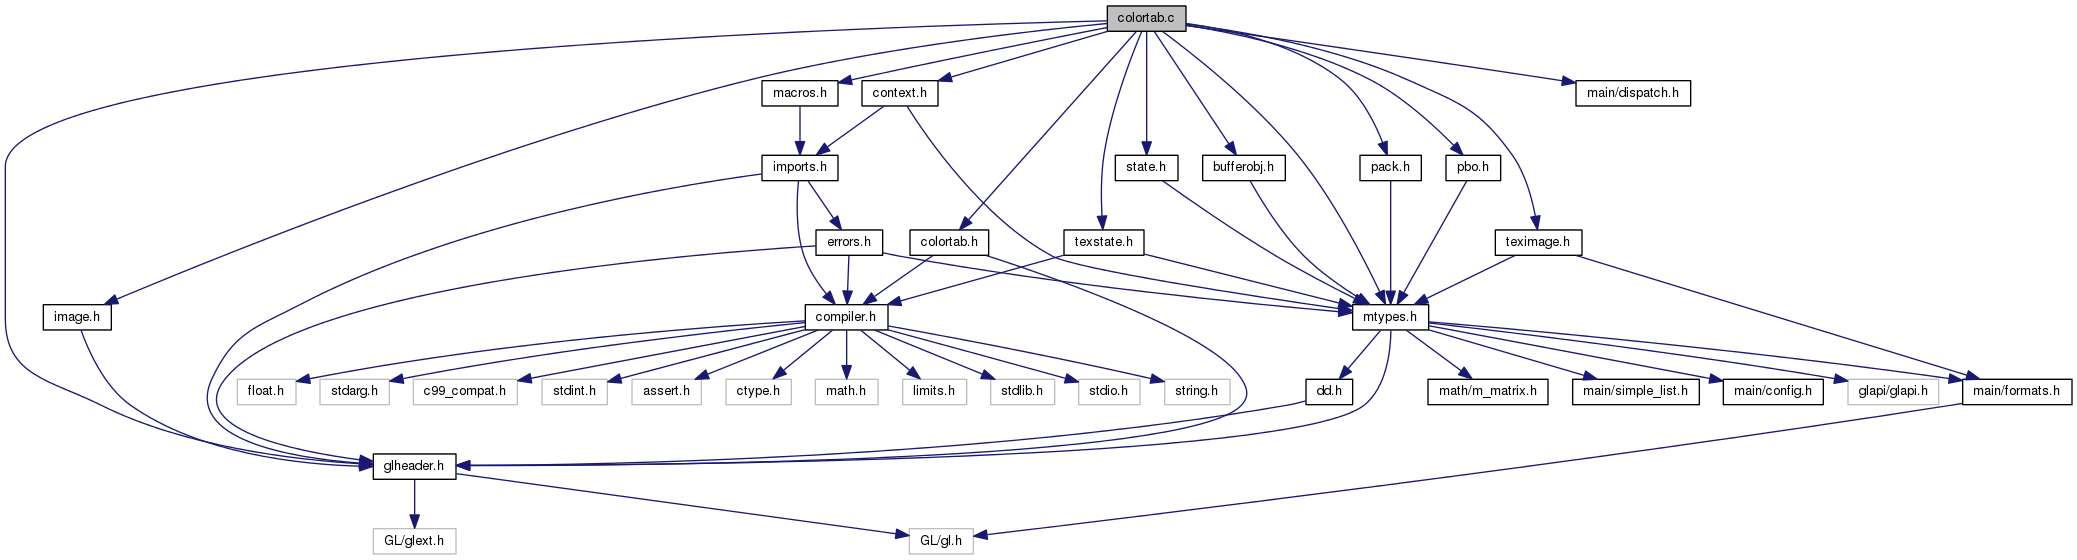 colortab.c
macros.h
context.h
main/dispatch.h
imports.h
state.h
bufferobj.h
pack.h
pbo.h
errors.h
colortab.h
texstate.h
teximage.h
image.h
compiler.h
mtypes.h
float.h
stdarg.h
c99_compat.h
stdint.h
assert.h
ctype.h
math.h
limits.h
stdlib.h
stdio.h
string.h
dd.h
math/m_matrix.h
main/simple_list.h
main/config.h
glapi/glapi.h
main/formats.h
glheader.h
GL/glext.h
GL/gl.h